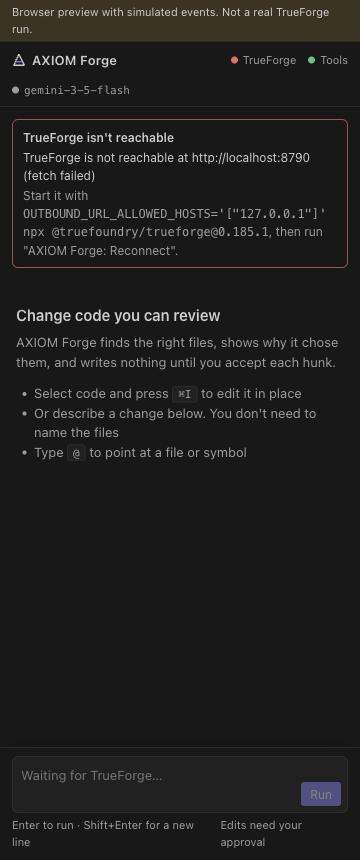 Browser preview with simulated events. Not a real TrueForge
run.
AXIOM Forge
TrueForge
Tools
gemini-3-5-flash
TrueForge isn't reachable
TrueForge is not reachable at http://localhost:8790
(fetch failed)
Start it with
OUTBOUND_URL_ALLOWED_HOSTS='["127.0.0.1"]'
npx @truefoundry/trueforge@0.185.1, then run
"AXIOM Forge: Reconnect".
Change code you can review
AXIOM Forge finds the right files, shows why it chose
them, and writes nothing until you accept each hunk.
• Select code and press ⌘I to edit it in place
• Or describe a change below. You don't need to
name the files
• Type @ to point at a file or symbol
Waiting for TrueForge...
Run
Enter to run · Shift+Enter for a new
line
Edits need your
approval